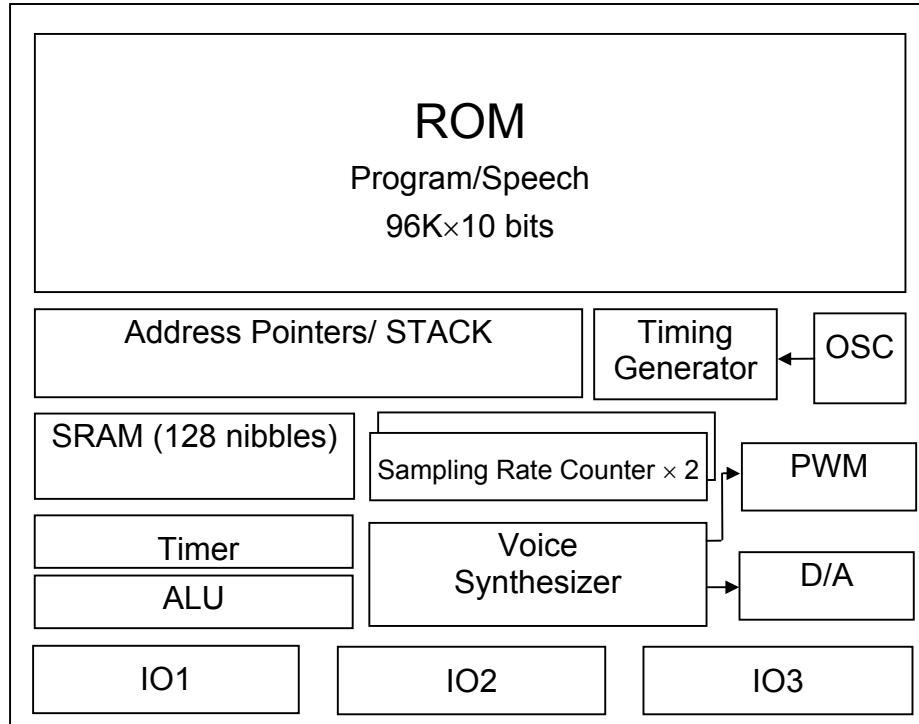 ROM
Program/Speech
96K×10 bits
Address Pointers/ STACK
Timing
Generator
OSC
SRAM (128 nibbles)
Sampling Rate Counter × 2
PWM
Timer
Voice
Synthesizer
D/A
ALU
IO1
IO2
IO3